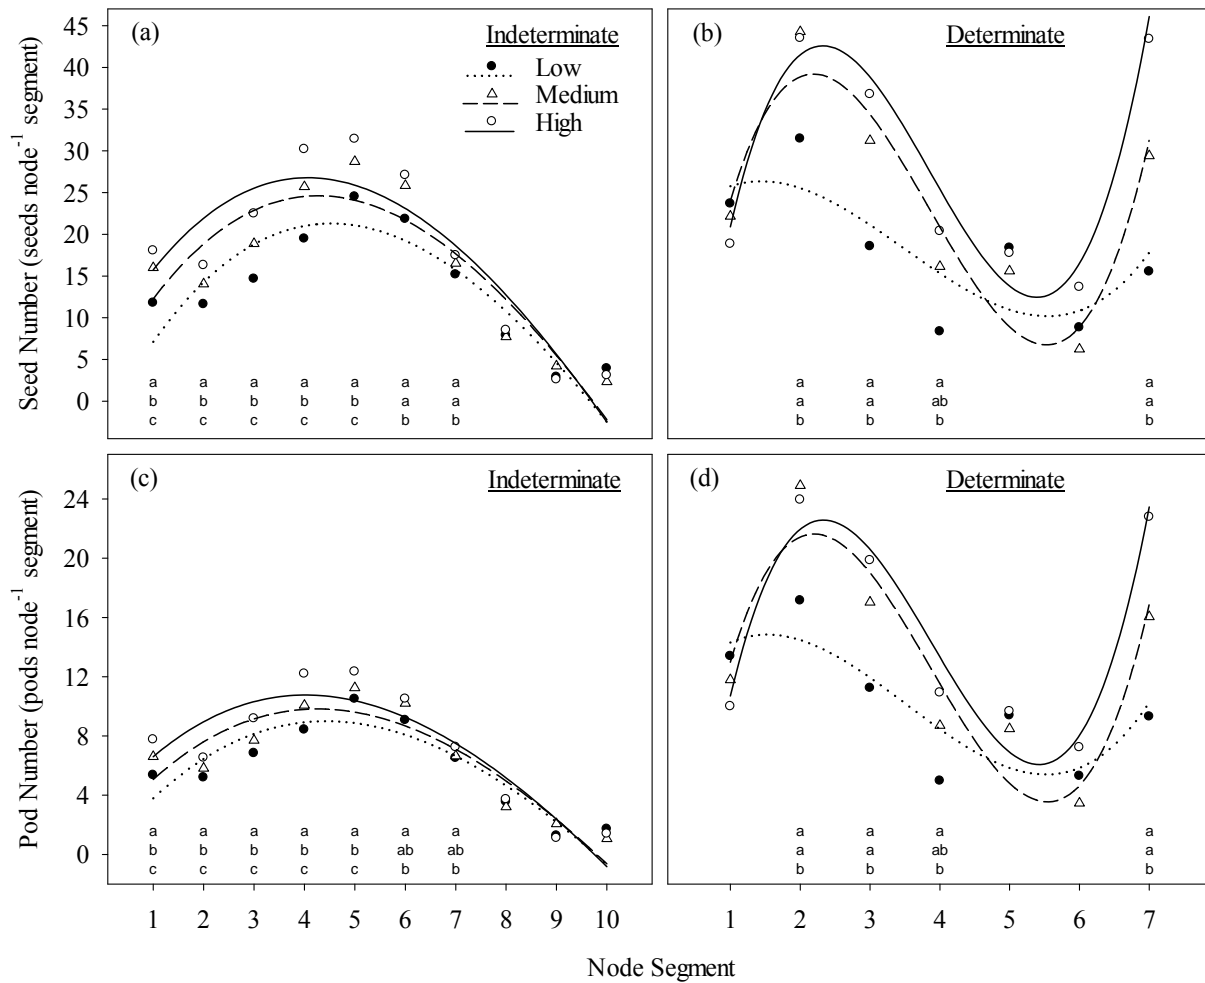 (a)
Indeterminate
Low
Medium
High
Seed Number (seeds node⁻¹ segment)
45
40
35
30
25
20
15
10
5
0
a a a a a a a
b b b b b a a
c c c c c b b
(b)
Determinate
a a a a
a a ab a
b b b b
(c)
Indeterminate
Pod Number (pods node⁻¹ segment)
24
20
16
12
8
4
0
a a a a a a a
b b b b b ab ab
c c c c c b b
1 2 3 4 5 6 7 8 9 10
(d)
Determinate
a a a a
a a ab a
b b b b
1 2 3 4 5 6 7
Node Segment